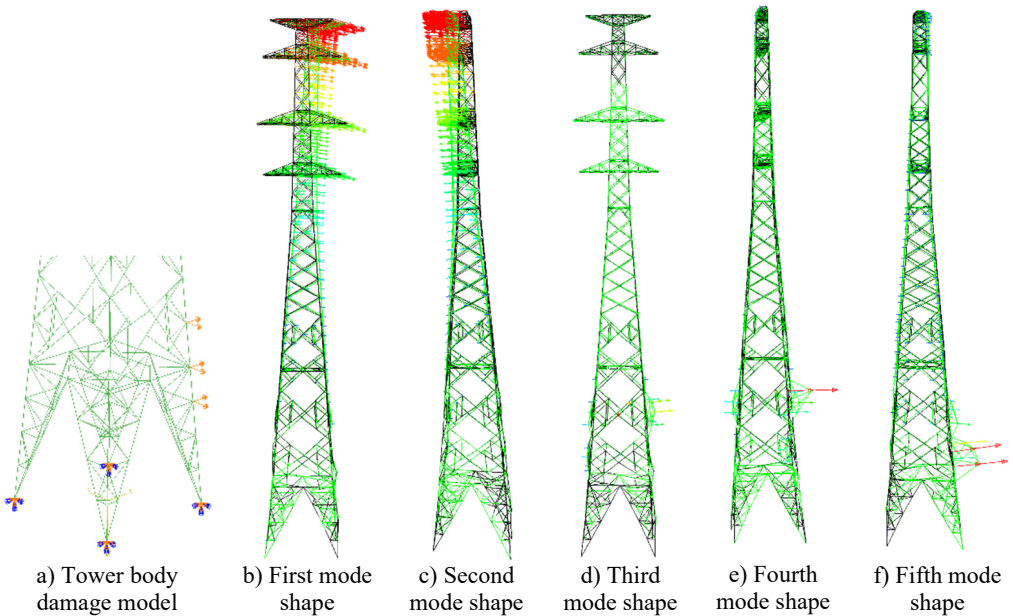 a) Tower body
damage model
b) First mode
shape
c) Second
mode shape
d) Third
mode shape
e) Fourth
mode shape
f) Fifth mode
shape